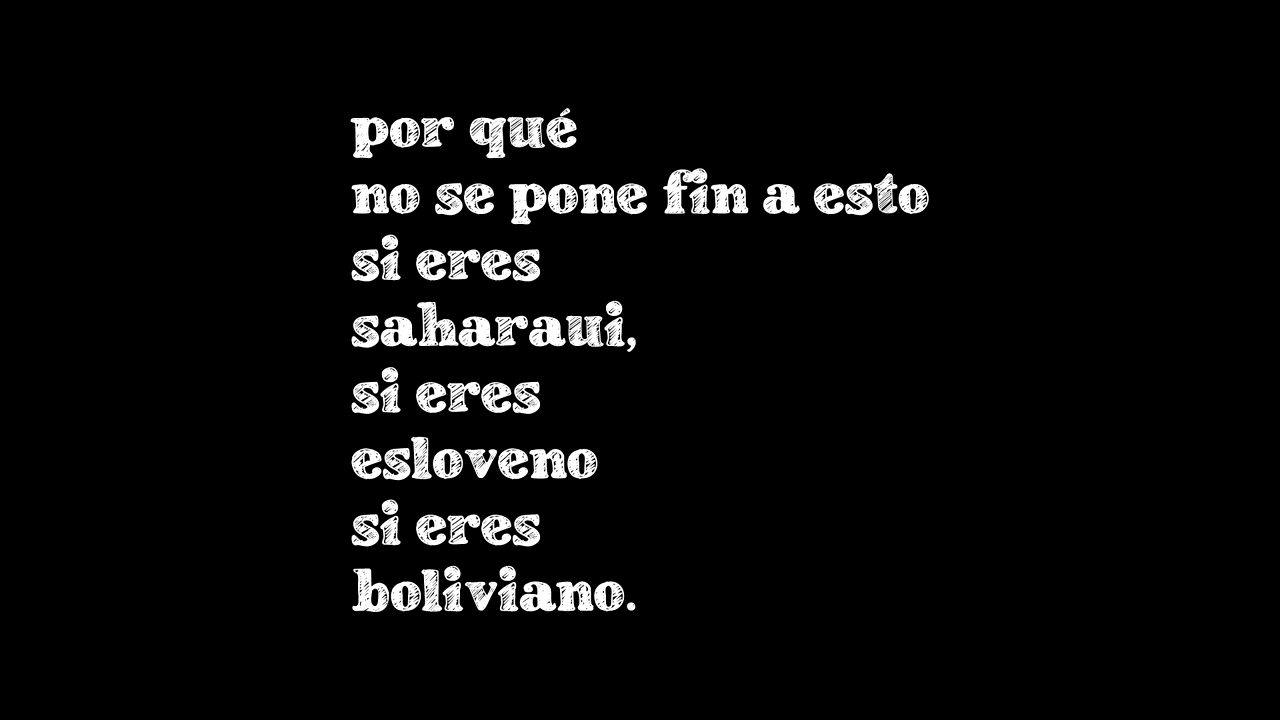 por qué
no se pone fin a esto
si eres
saharaui,
si eres
esloveno
si eres
boliviano.